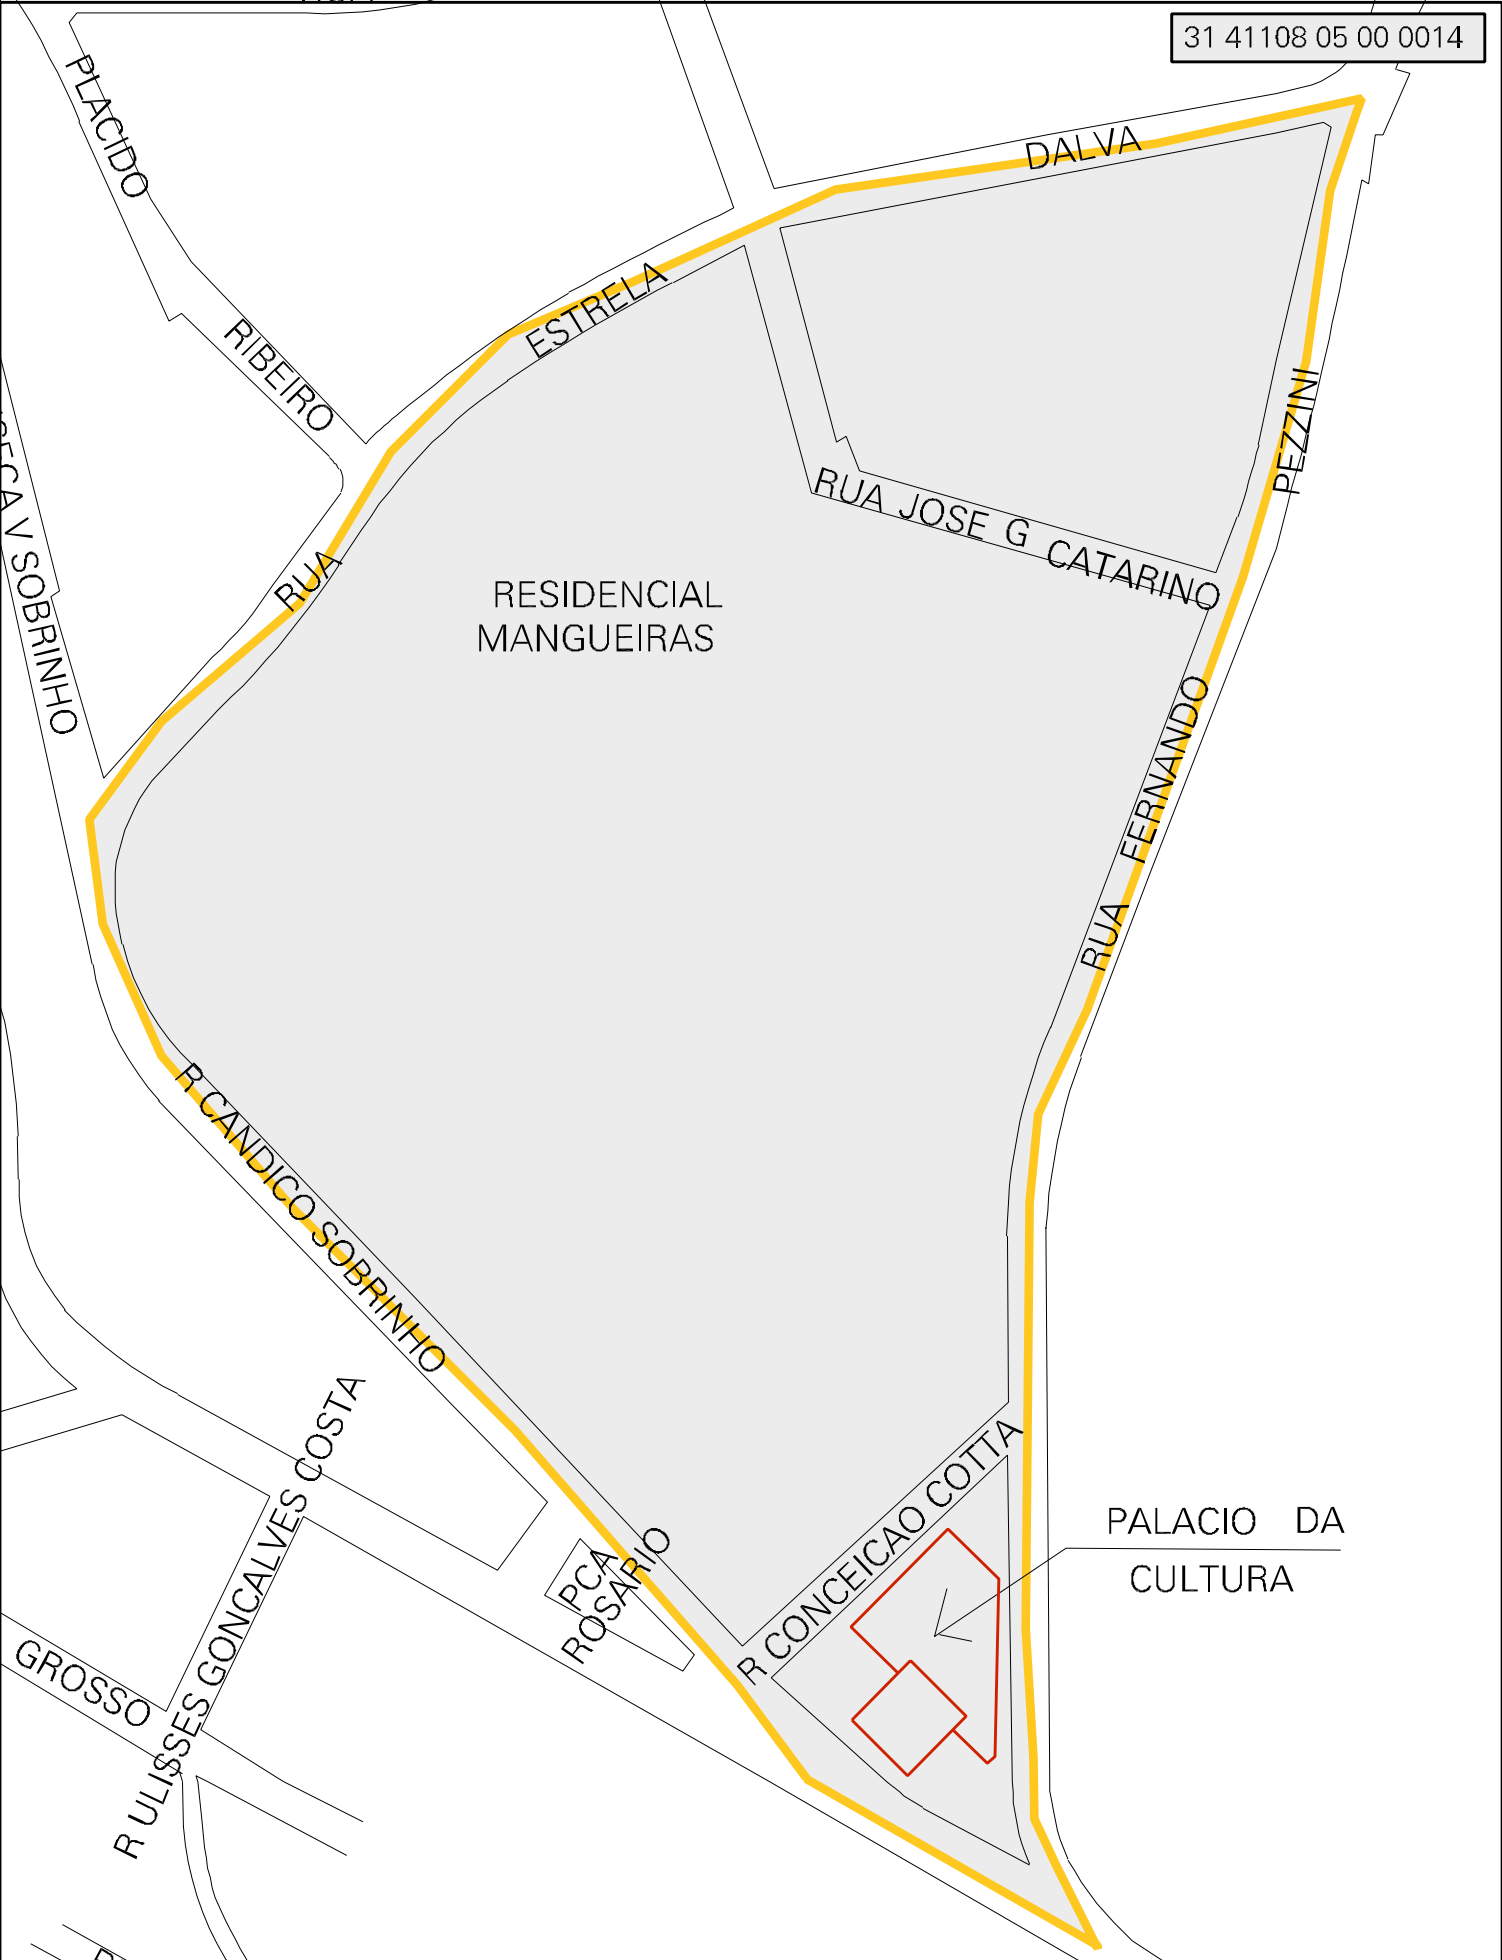 31 41108 05 00 0014
PLACIDO
RIBEIRO
RUA
ESTRELA
DALVA
PEZZINI
RUA JOSE G CATARINO
V SOBRINHO
RESIDENCIAL
MANGUEIRAS
RUA FERNANDO
R CANDICO SOBRINHO
R CONCEICAO COTTA
R ULISSES GONCALVES COSTA
PCA
ROSARIO
PALACIO DA
CULTURA
GROSSO